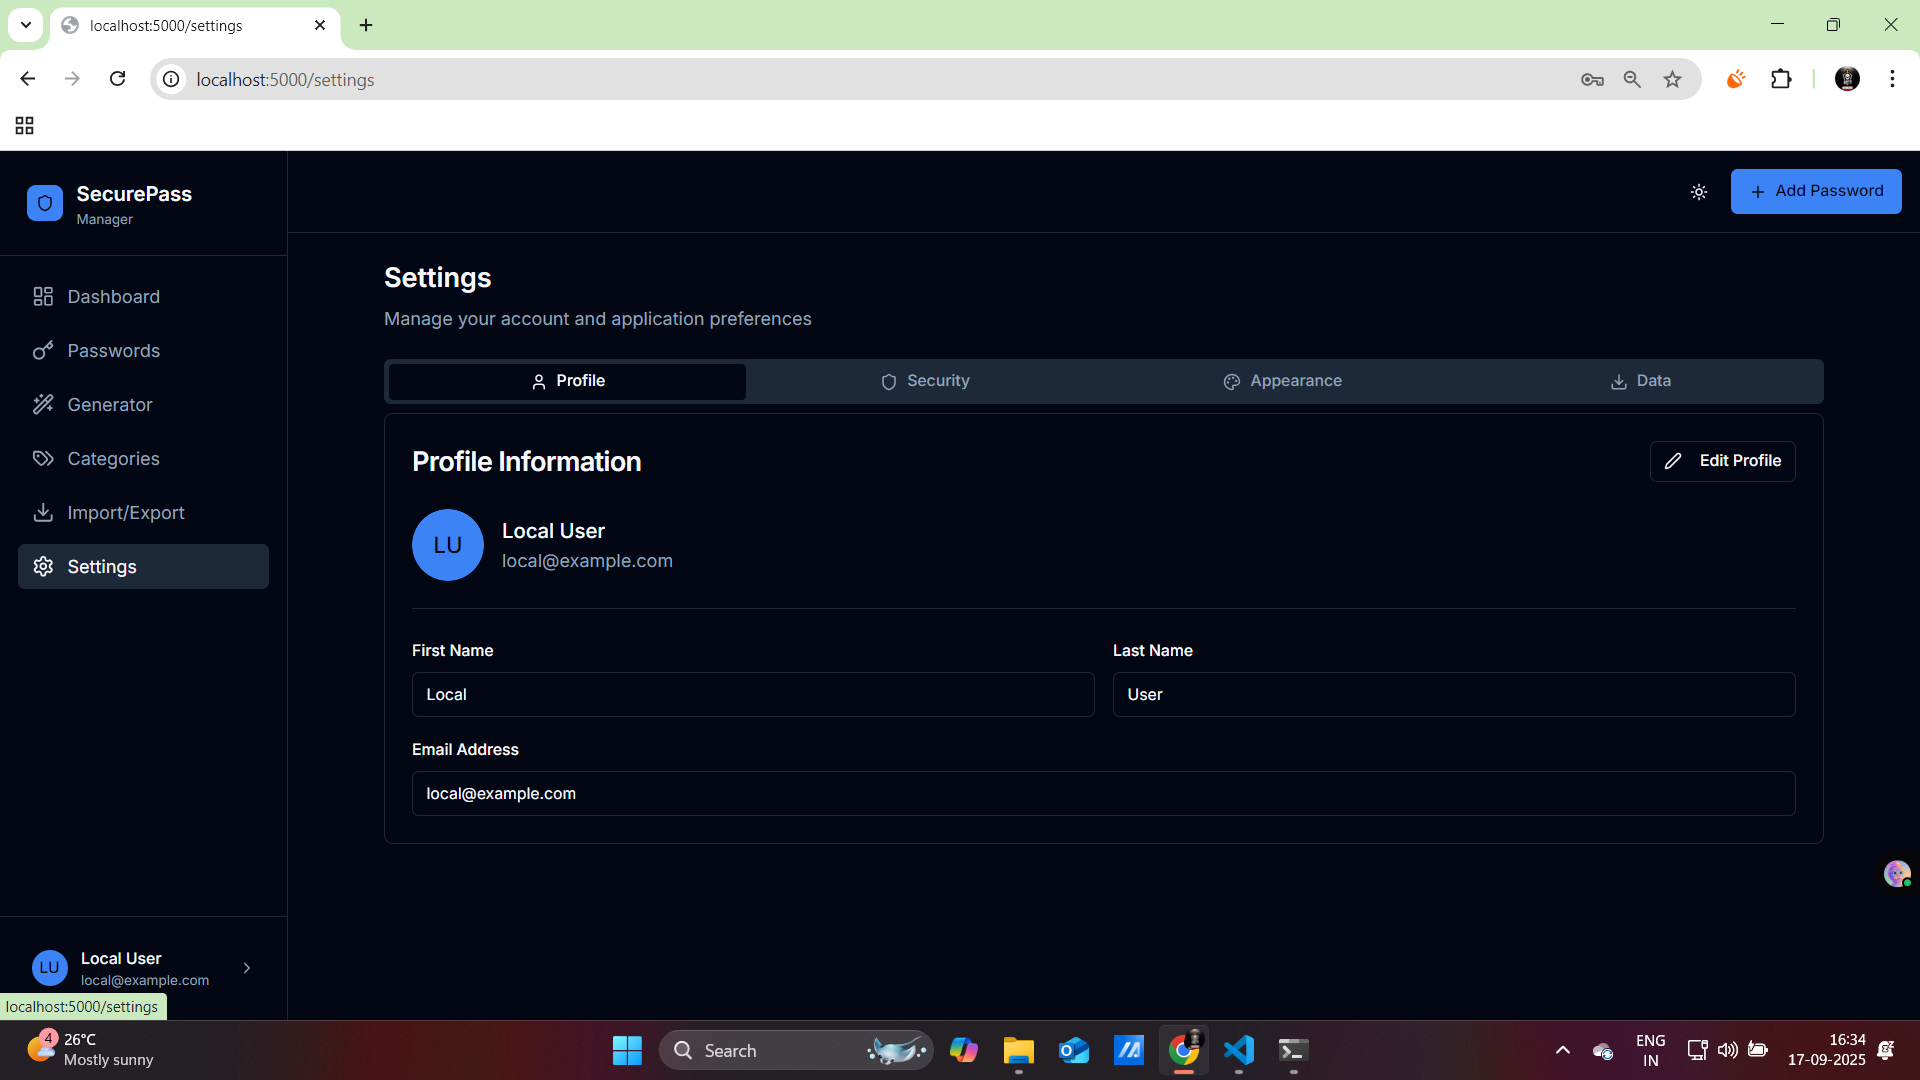 localhost:5000/settings
localhost:5000/settings
SecurePass
Manager
Add Password
Dashboard
Passwords
Generator
Categories
Import/Export
Settings
Settings
Manage your account and application preferences
Profile
Security
Appearance
Data
Profile Information
Edit Profile
LU
Local User
local@example.com
First Name
Last Name
Local
User
Email Address
local@example.com
LU
Local User
local@example.com
localhost:5000/settings
4
26°C
Mostly sunny
Search
ENG
IN
16:34
17-09-2025